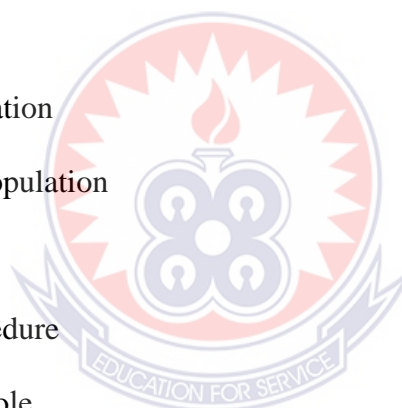 ation
opulation
edure
EDUCATION FOR SERVICE
ple